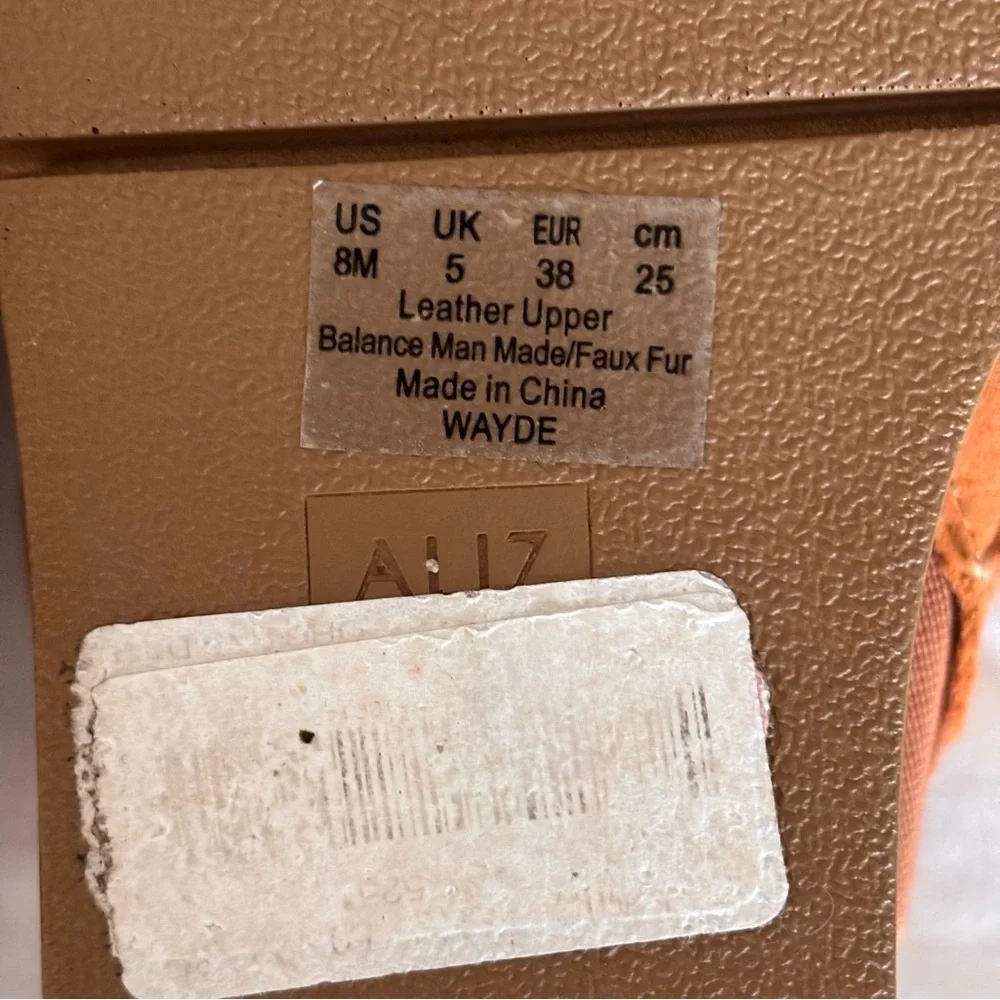 US UK EUR cm
8M 5 38 25
Leather Upper
Balance Man Made/Faux Fur
Made in China
WAYDE